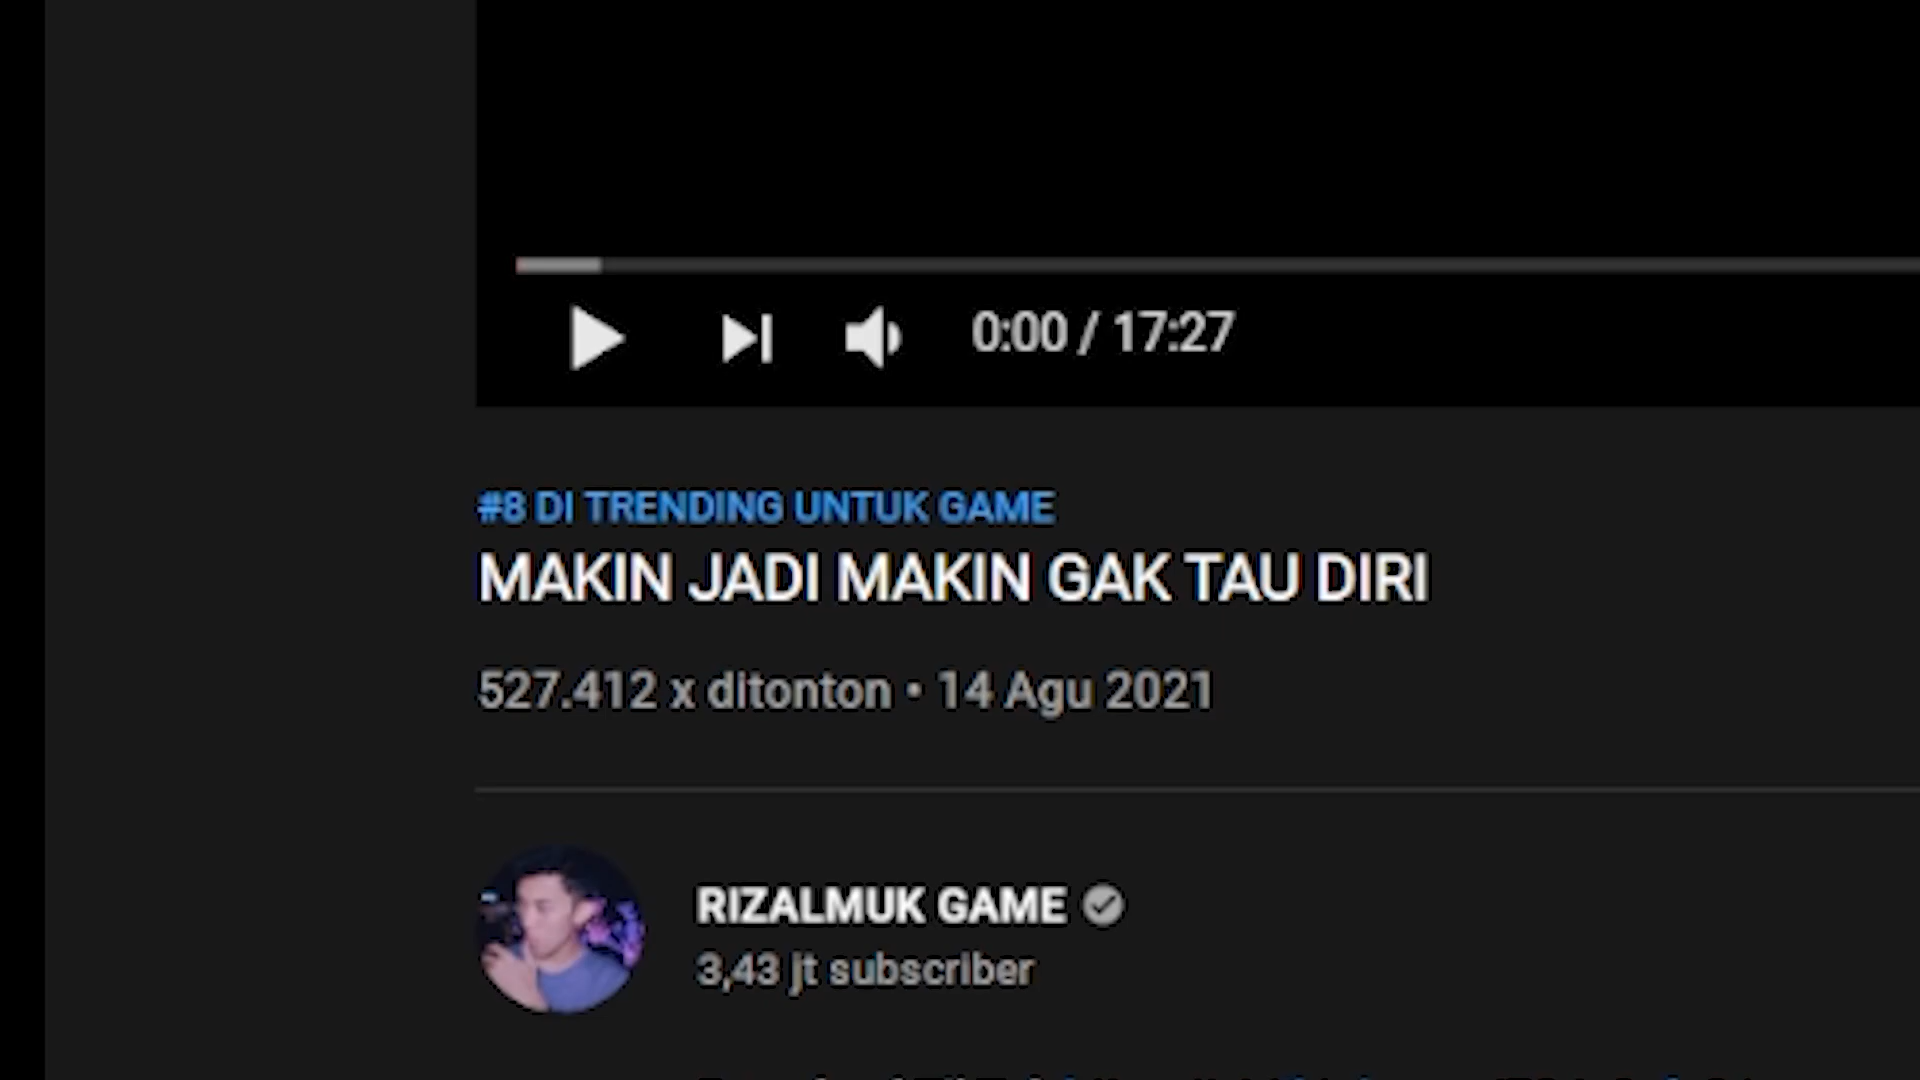 0:00 / 17:27
#8 DI TRENDING UNTUK GAME
MAKIN JADI MAKIN GAK TAU DIRI
527.412 x ditonton • 14 Agu 2021
RIZALMUK GAME
3,43 jt subscriber